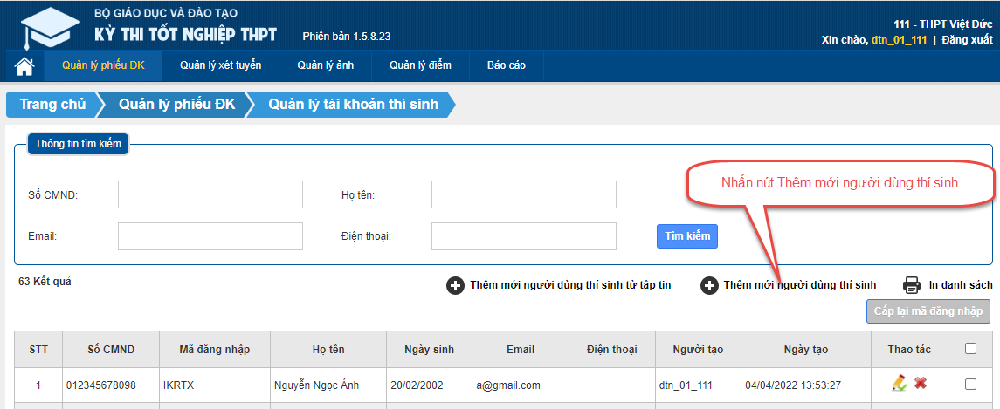 BỘ GIÁO DỤC VÀ ĐÀO TẠO
KỲ THI TỐT NGHIỆP THPT
Phiên bản 1.5.8.23
111 - THPT Việt Đức
Xin chào, dtn_01_111 | Đăng xuất
Quản lý phiếu ĐK Quản lý xét tuyển Quản lý ảnh Quản lý điểm Báo cáo
Trang chủ Quản lý phiếu ĐK Quản lý tài khoản thí sinh
Thông tin tìm kiếm
Nhấn nút Thêm mới người dùng thí sinh
Số CMND: Họ tên:
Email: Điện thoại: Tìm kiếm
63 Kết quả
Thêm mới người dùng thí sinh từ tập tin Thêm mới người dùng thí sinh In danh sách
Cấp lại mã đăng nhập
STT Số CMND Mã đăng nhập Họ tên Ngày sinh Email Điện thoại Người tạo Ngày tạo Thao tác
1 012345678098 IKRTX Nguyễn Ngọc Ánh 20/02/2002 a@gmail.com dtn_01_111 04/04/2022 13:53:27